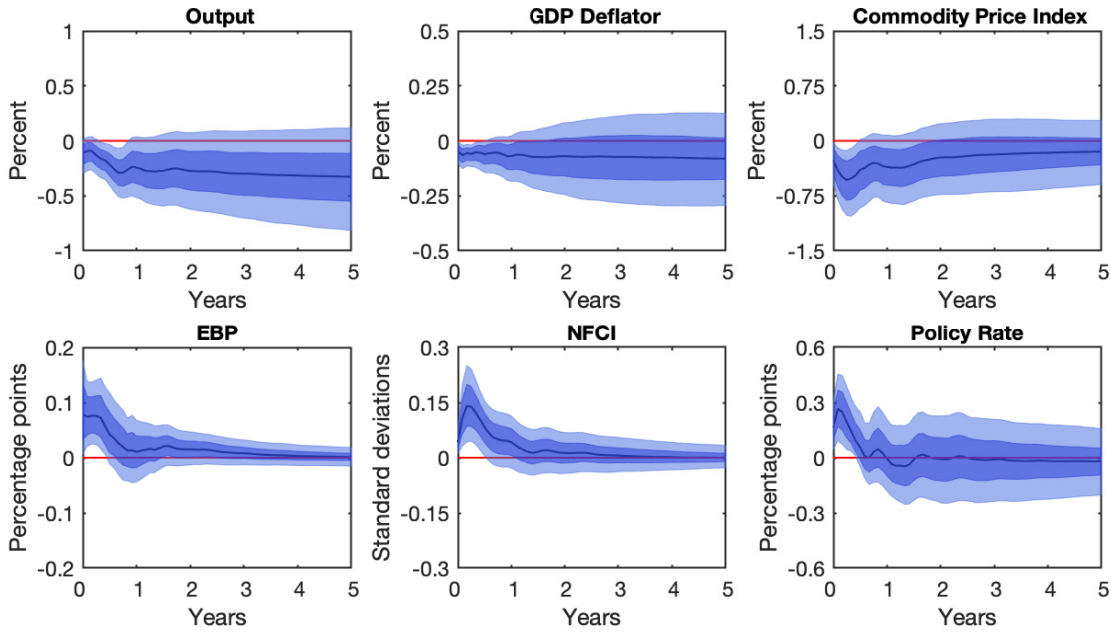 Output
GDP Deflator
Commodity Price Index
1
0.5
0
-0.5
-1
Percent
0 1 2 3 4 5
Years
0.5
0.25
0
-0.25
-0.5
Percent
0 1 2 3 4 5
Years
1.5
0.75
0
-0.75
-1.5
Percent
0 1 2 3 4 5
Years
EBP
NFCI
Policy Rate
0.2
0.1
0
-0.1
-0.2
Percentage points
0 1 2 3 4 5
Years
0.3
0.15
0
-0.15
-0.3
Standard deviations
0 1 2 3 4 5
Years
0.6
0.3
0
-0.3
-0.6
Percentage points
0 1 2 3 4 5
Years